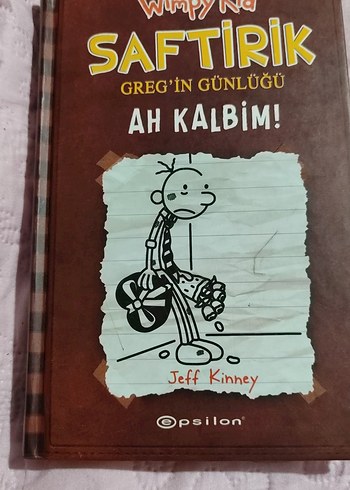 Wimpy Kid
SAFTİRİK
GREG'İN GÜNLÜĞÜ
AH KALBİM!
Jeff Kinney
epsilon